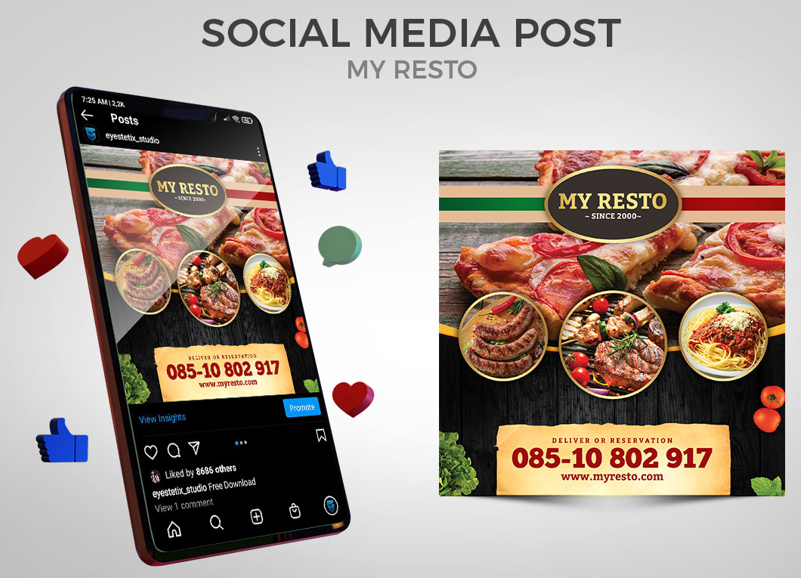 SOCIAL MEDIA POST
MY RESTO
7:25 AM | 2,2K
Posts
eyestetix_studio
MY RESTO
~ SINCE 2000~
DELIVER OR RESERVATION
085-10 802 917
www.myresto.com
View Insights
Promote
Liked by 8686 others
eyestetix_studio Free Download
View 1 comment
MY RESTO
~ SINCE 2000~
DELIVER OR RESERVATION
085-10 802 917
www.myresto.com